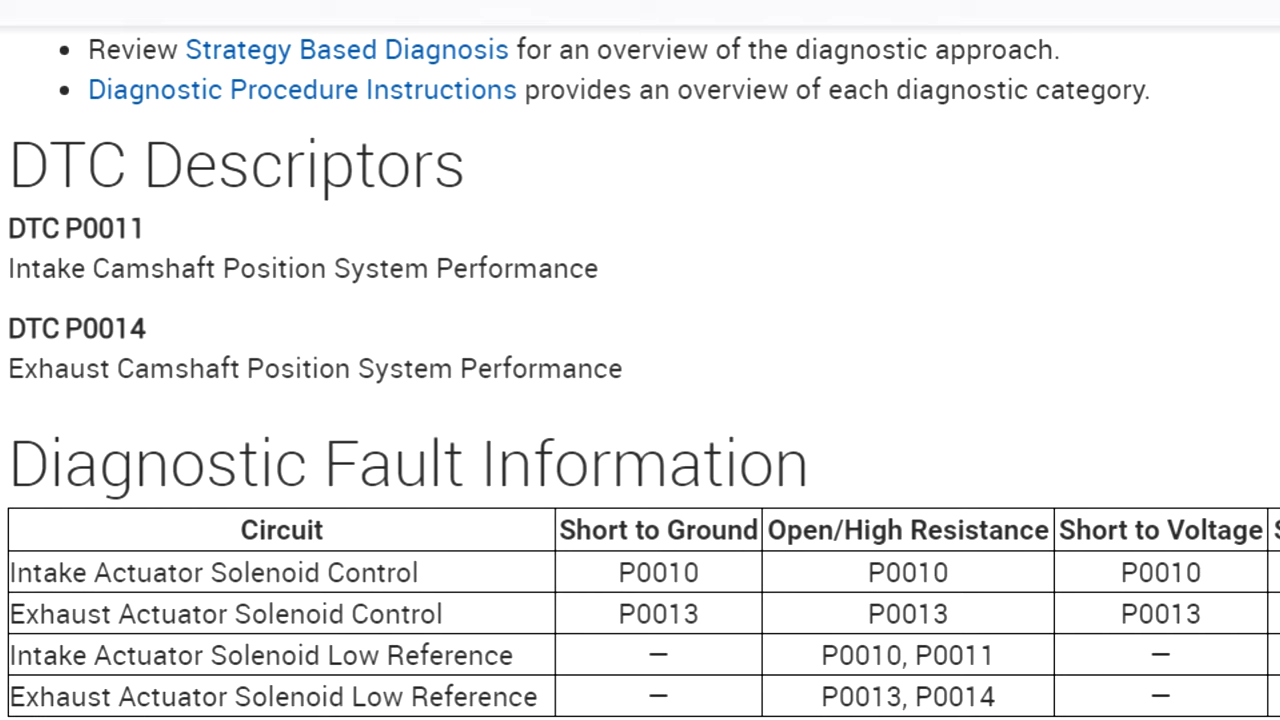 Review Strategy Based Diagnosis for an overview of the diagnostic approach.
Diagnostic Procedure Instructions provides an overview of each diagnostic category.
DTC Descriptors
DTC P0011
Intake Camshaft Position System Performance
DTC P0014
Exhaust Camshaft Position System Performance
Diagnostic Fault Information
Circuit Short to Ground Open/High Resistance Short to Voltage
Intake Actuator Solenoid Control P0010 P0010 P0010
Exhaust Actuator Solenoid Control P0013 P0013 P0013
Intake Actuator Solenoid Low Reference — P0010, P0011 —
Exhaust Actuator Solenoid Low Reference — P0013, P0014 —